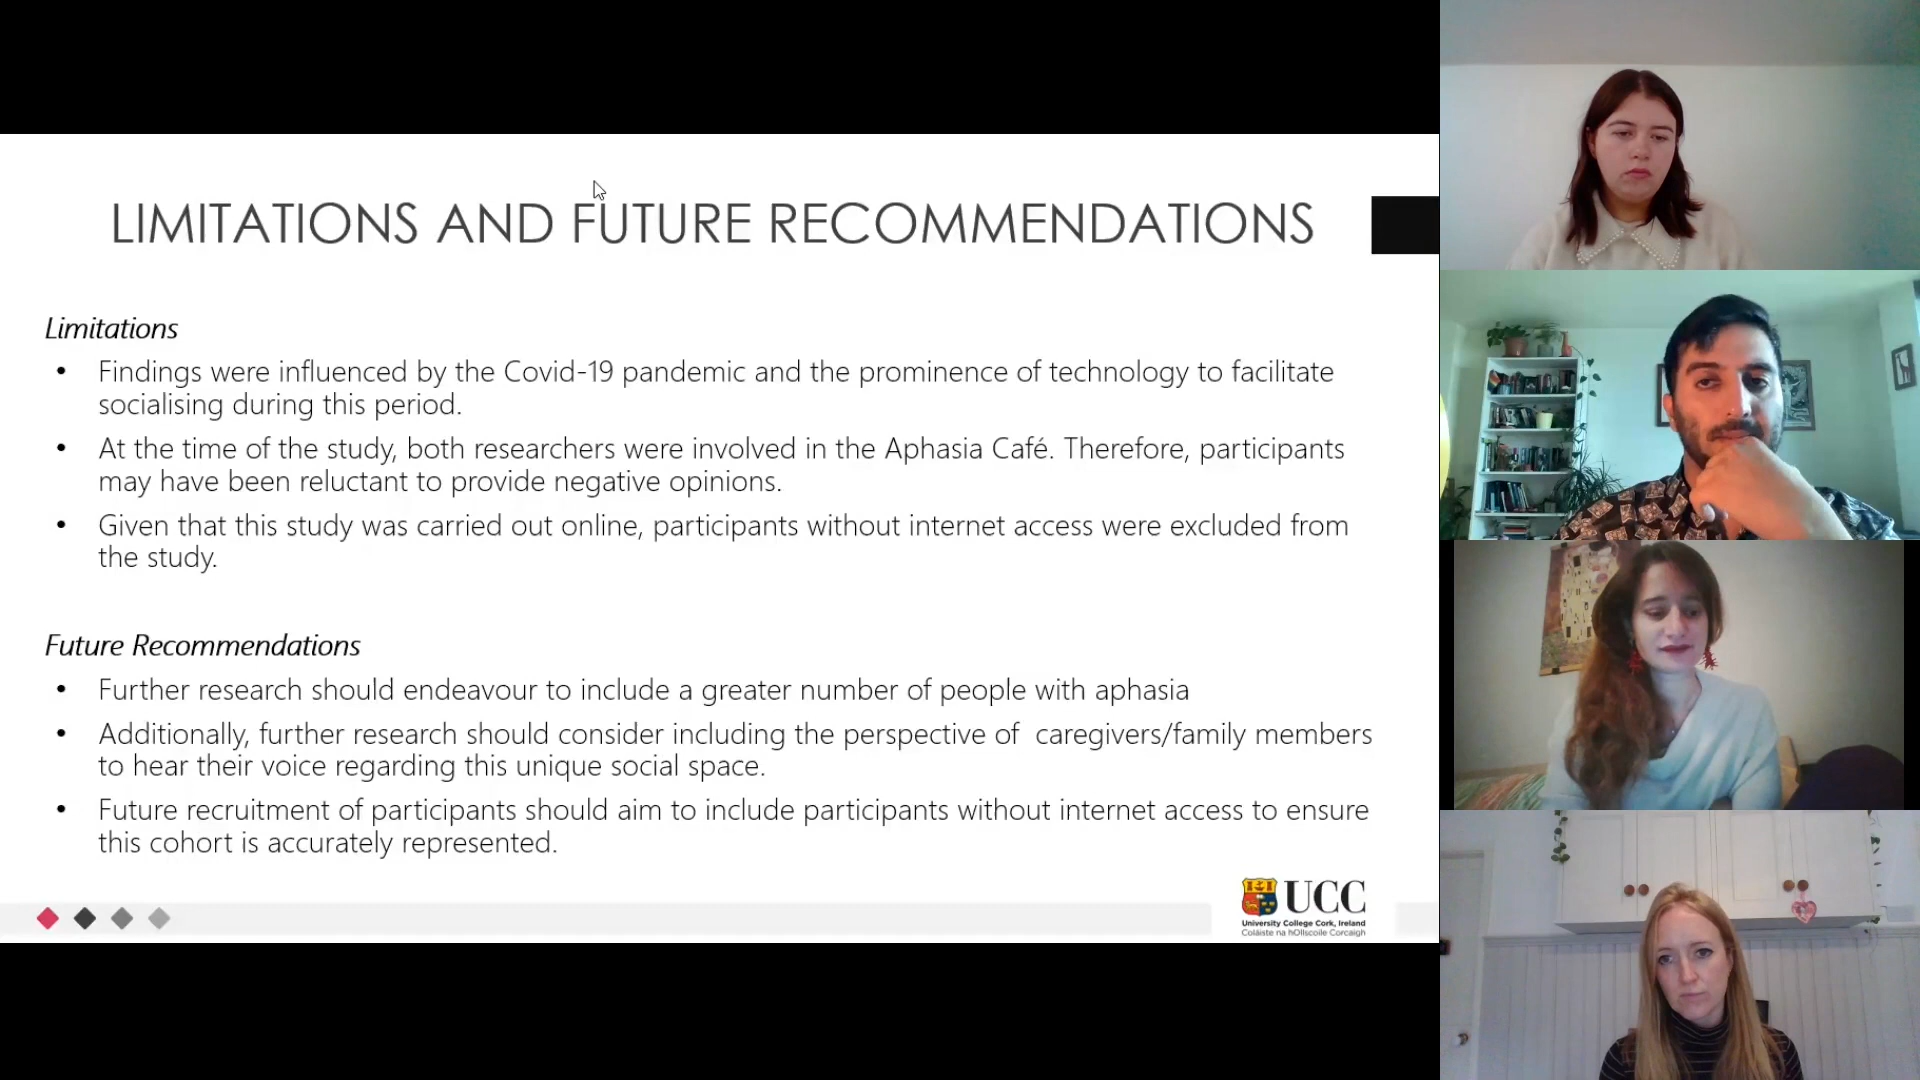 LIMITATIONS AND FUTURE RECOMMENDATIONS
Limitations
• Findings were influenced by the Covid-19 pandemic and the prominence of technology to facilitate
socialising during this period.
• At the time of the study, both researchers were involved in the Aphasia Café. Therefore, participants
may have been reluctant to provide negative opinions.
• Given that this study was carried out online, participants without internet access were excluded from
the study.
Future Recommendations
• Further research should endeavour to include a greater number of people with aphasia
• Additionally, further research should consider including the perspective of caregivers/family members
to hear their voice regarding this unique social space.
• Future recruitment of participants should aim to include participants without internet access to ensure
this cohort is accurately represented.
UCC
University College Cork, Ireland
Coláiste na hOllscoile Corcaigh